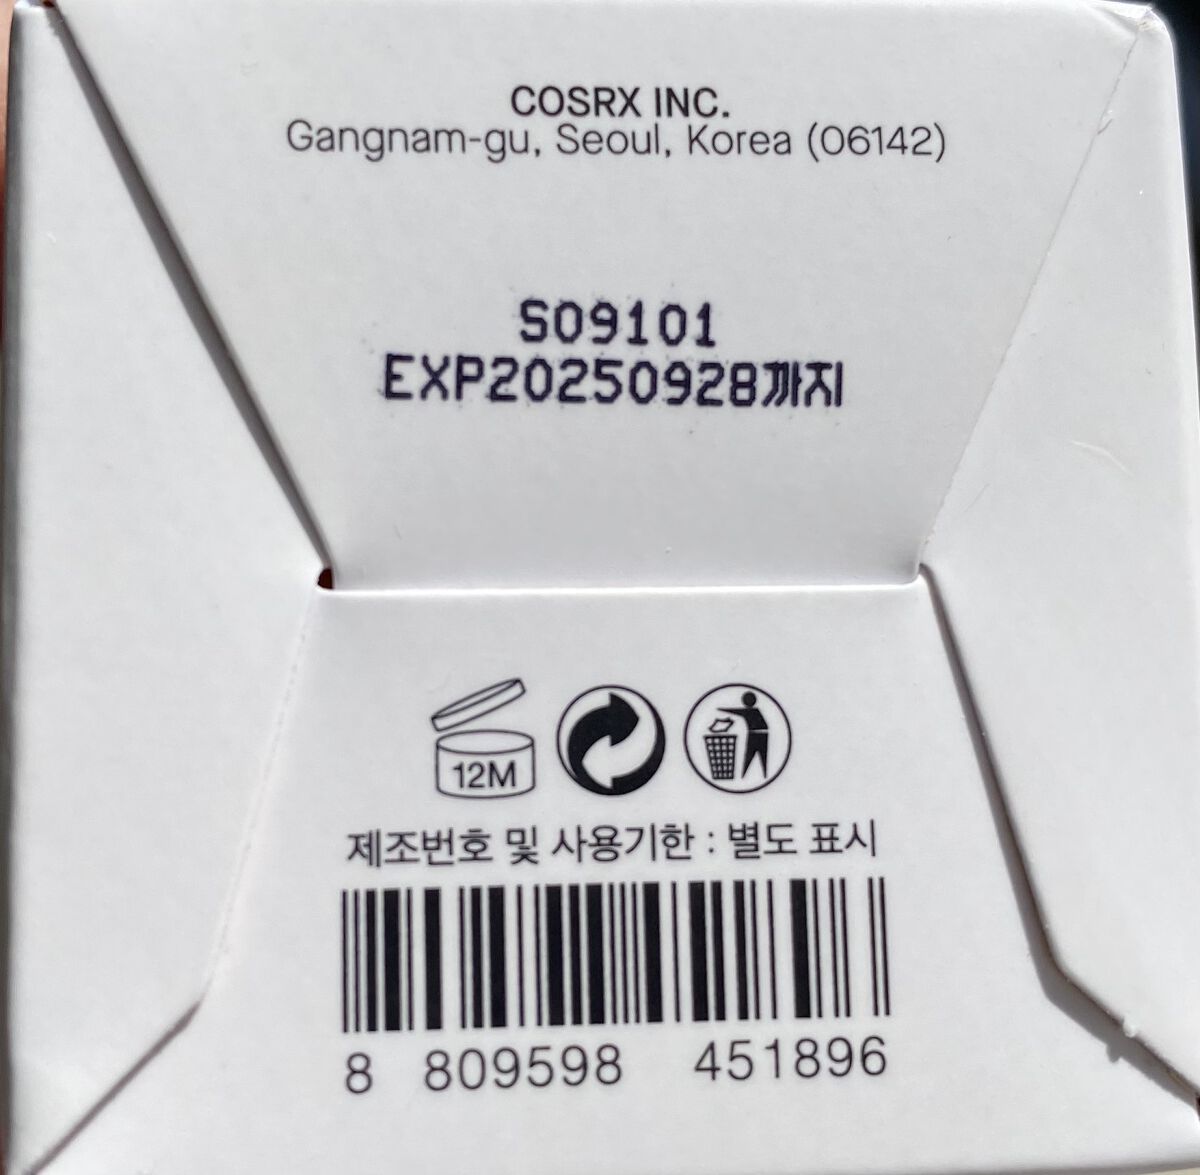 COSRX INC.
Gangnam-gu, Seoul, Korea (06142)
S09101
EXP20250928까지
12M
제조번호 및 사용기한 : 별도 표시
8 809598 451896